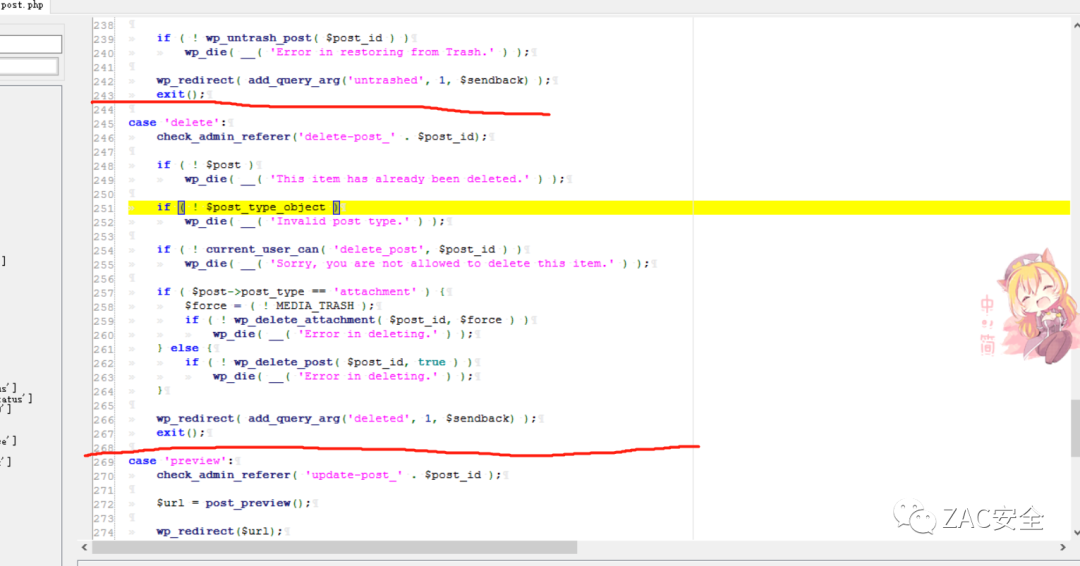 post.php
238
239 if ( ! wp_untrash_post( $post_id ) )
240 wp_die( __( 'Error in restoring from Trash.' ) );
241
242 wp_redirect( add_query_arg('untrashed', 1, $sendback) );
243 exit();
244
245 case 'delete':
246 check_admin_referer('delete-post_' . $post_id);
247
248 if ( ! $post )
249 wp_die( __( 'This item has already been deleted.' ) );
250
251 if ( ! $post_type_object )
252 wp_die( __( 'Invalid post type.' ) );
253
254 if ( ! current_user_can( 'delete_post', $post_id ) )
255 wp_die( __( 'Sorry, you are not allowed to delete this item.' ) );
256
257 if ( $post->post_type == 'attachment' ) {
258 $force = ( ! MEDIA_TRASH );
259 if ( ! wp_delete_attachment( $post_id, $force ) )
260 wp_die( __( 'Error in deleting.' ) );
261 } else {
262 if ( ! wp_delete_post( $post_id, true ) )
263 wp_die( __( 'Error in deleting.' ) );
264 }
265
266 wp_redirect( add_query_arg('deleted', 1, $sendback) );
267 exit();
268
269 case 'preview':
270 check_admin_referer( 'update-post_' . $post_id );
271
272 $url = post_preview();
273
274 wp_redirect($url);
]
us']
tatus']
']
e']
']
中
简
ZAC安全